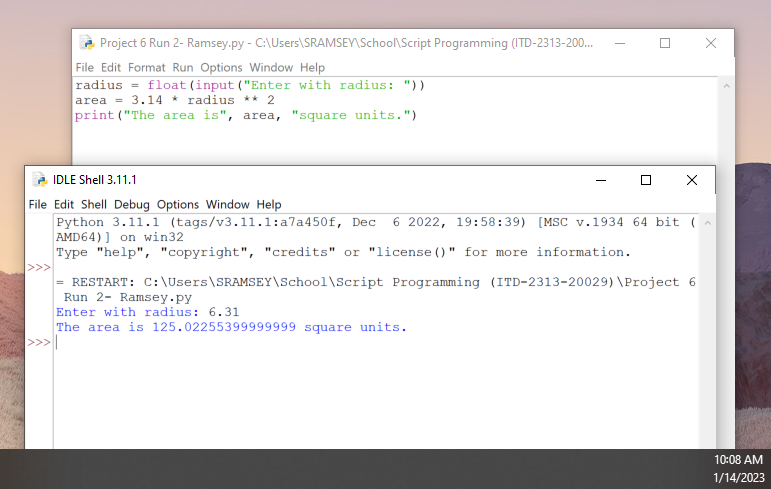 Project 6 Run 2- Ramsey.py - C:\Users\SRAMSEY\School\Script Programming (ITD-2313-200...
File Edit Format Run Options Window Help
radius = float(input("Enter with radius: "))
area = 3.14 * radius ** 2
print("The area is", area, "square units.")
IDLE Shell 3.11.1
File Edit Shell Debug Options Window Help
Python 3.11.1 (tags/v3.11.1:a7a450f, Dec  6 2022, 19:58:39) [MSC v.1934 64 bit (
AMD64)] on win32
Type "help", "copyright", "credits" or "license()" for more information.
>>>
= RESTART: C:\Users\SRAMSEY\School\Script Programming (ITD-2313-20029)\Project 6
 Run 2- Ramsey.py
Enter with radius: 6.31
The area is 125.02255399999999 square units.
>>>
10:08 AM
1/14/2023